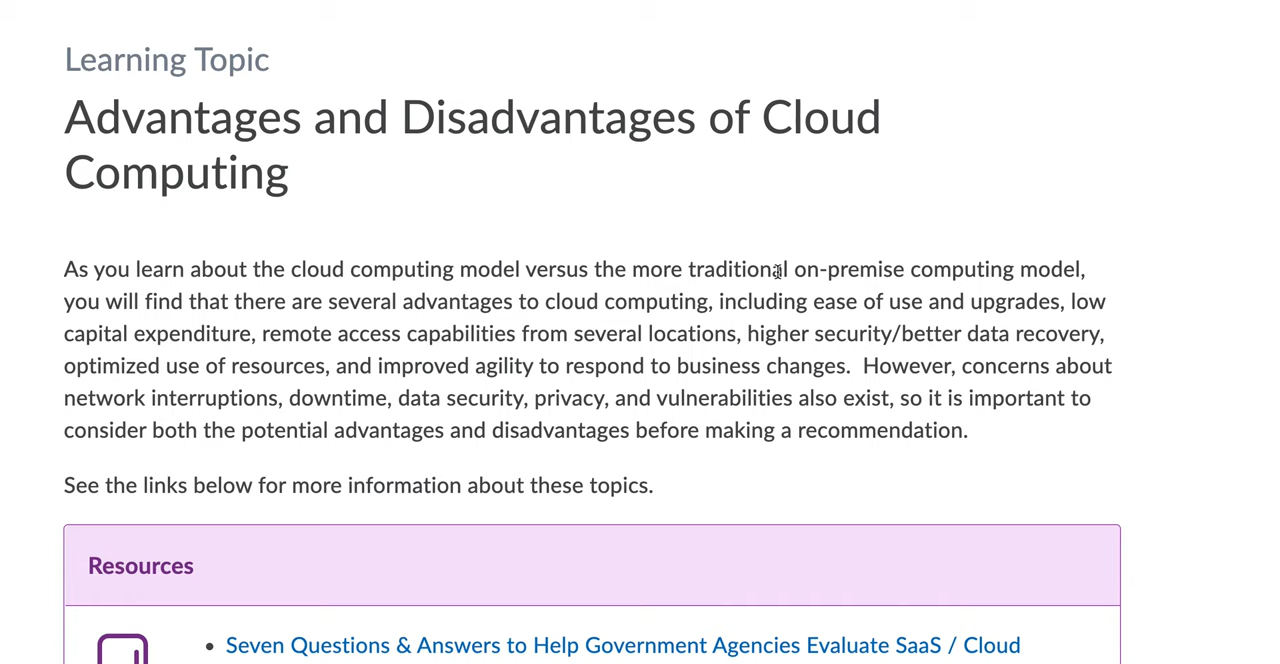 Learning Topic
Advantages and Disadvantages of Cloud
Computing
As you learn about the cloud computing model versus the more traditional on-premise computing model,
you will find that there are several advantages to cloud computing, including ease of use and upgrades, low
capital expenditure, remote access capabilities from several locations, higher security/better data recovery,
optimized use of resources, and improved agility to respond to business changes.  However, concerns about
network interruptions, downtime, data security, privacy, and vulnerabilities also exist, so it is important to
consider both the potential advantages and disadvantages before making a recommendation.
See the links below for more information about these topics.
Resources
• Seven Questions & Answers to Help Government Agencies Evaluate SaaS / Cloud